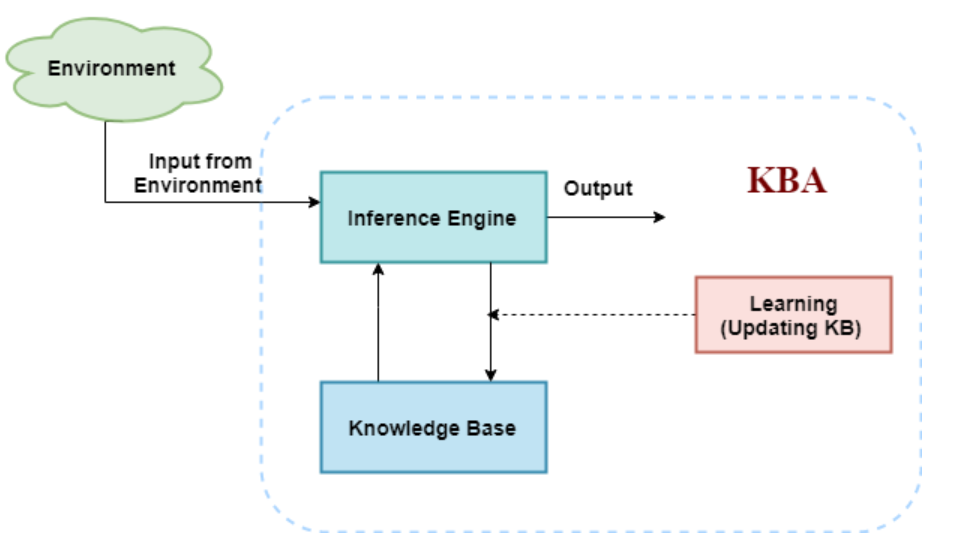 Environment
Input from
Environment
Inference Engine
Output
KBA
Learning
(Updating KB)
Knowledge Base